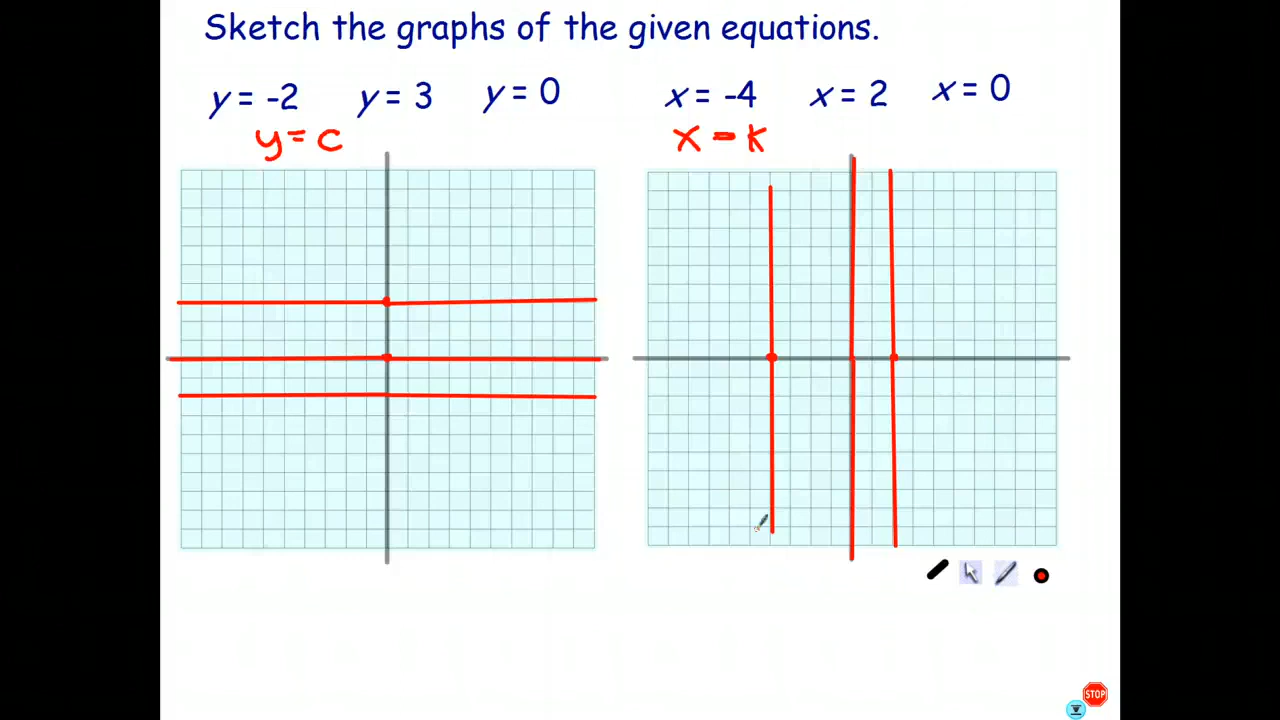 Sketch the graphs of the given equations.
y = -2 y = 3 y = 0 x = -4 x = 2 x = 0
y = c x = k
STOP